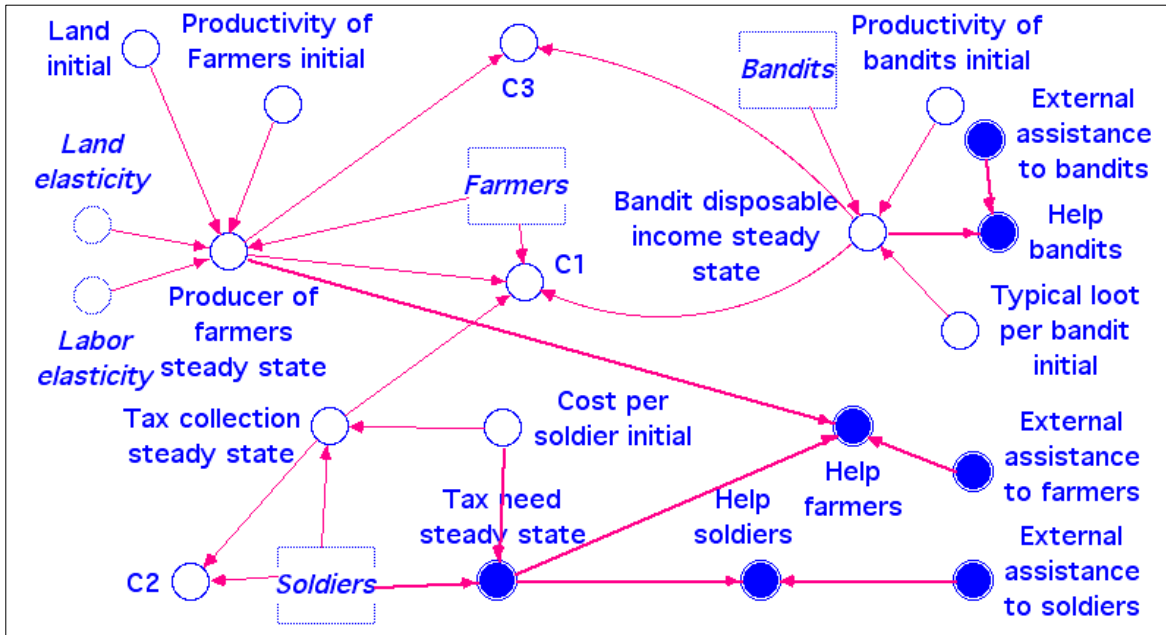 Land
initial
Productivity of
Farmers initial
C3
Bandits
Productivity of
bandits initial
External
assistance
to bandits
Land
elasticity
Farmers
Bandit disposable
income steady
state
Help
bandits
C1
Producer of
farmers
steady state
Labor
elasticity
Typical loot
per bandit
initial
Tax collection
steady state
Cost per
soldier initial
External
assistance
to farmers
Help
farmers
Tax need
steady state
Help
soldiers
C2
Soldiers
External
assistance
to soldiers